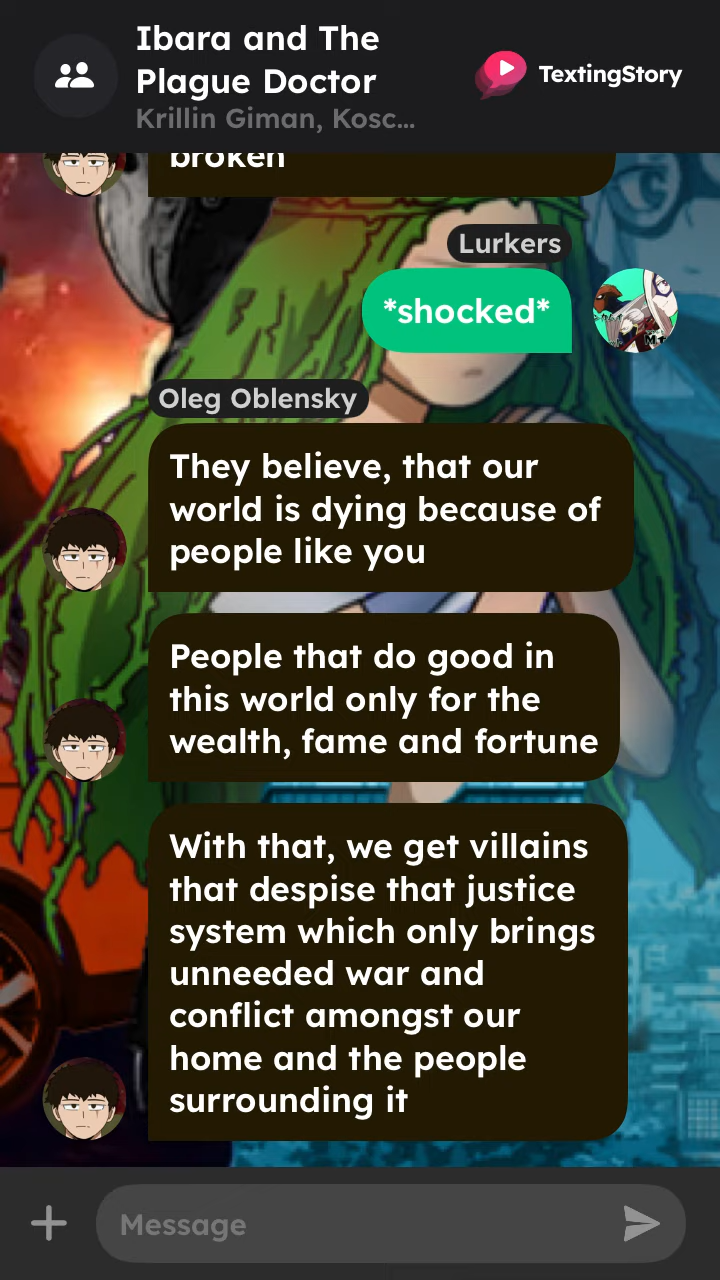 Ibara and The
Plague Doctor
Krillin Giman, Kosc...
TextingStory
broken
Lurkers
*shocked*
Oleg Oblensky
They believe, that our
world is dying because of
people like you
People that do good in
this world only for the
wealth, fame and fortune
With that, we get villains
that despise that justice
system which only brings
unneeded war and
conflict amongst our
home and the people
surrounding it
Message